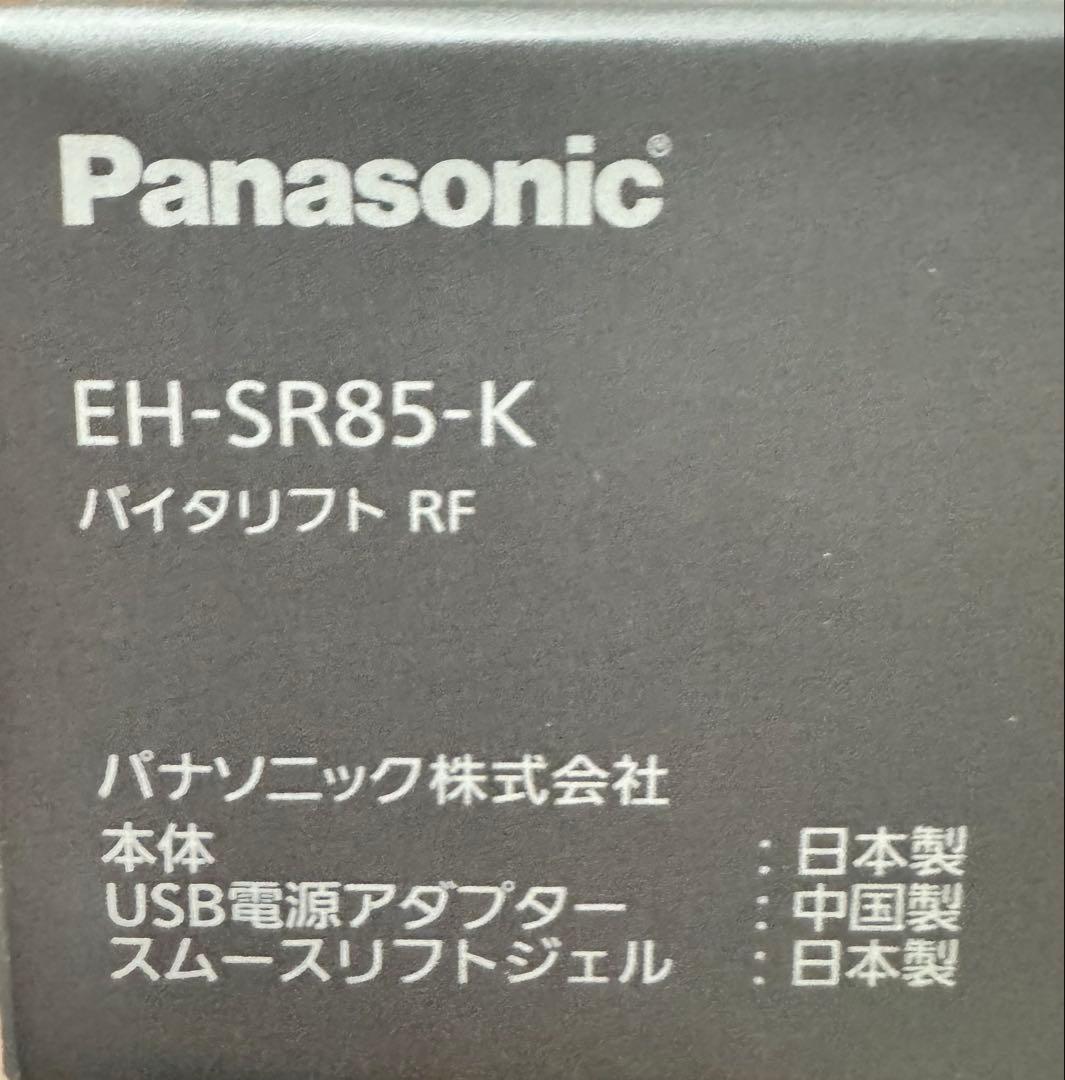 Panasonic®
EH-SR85-K
バイタリフト RF
パナソニック株式会社
本体 : 日本製
USB電源アダプター : 中国製
スムースリフトジェル : 日本製